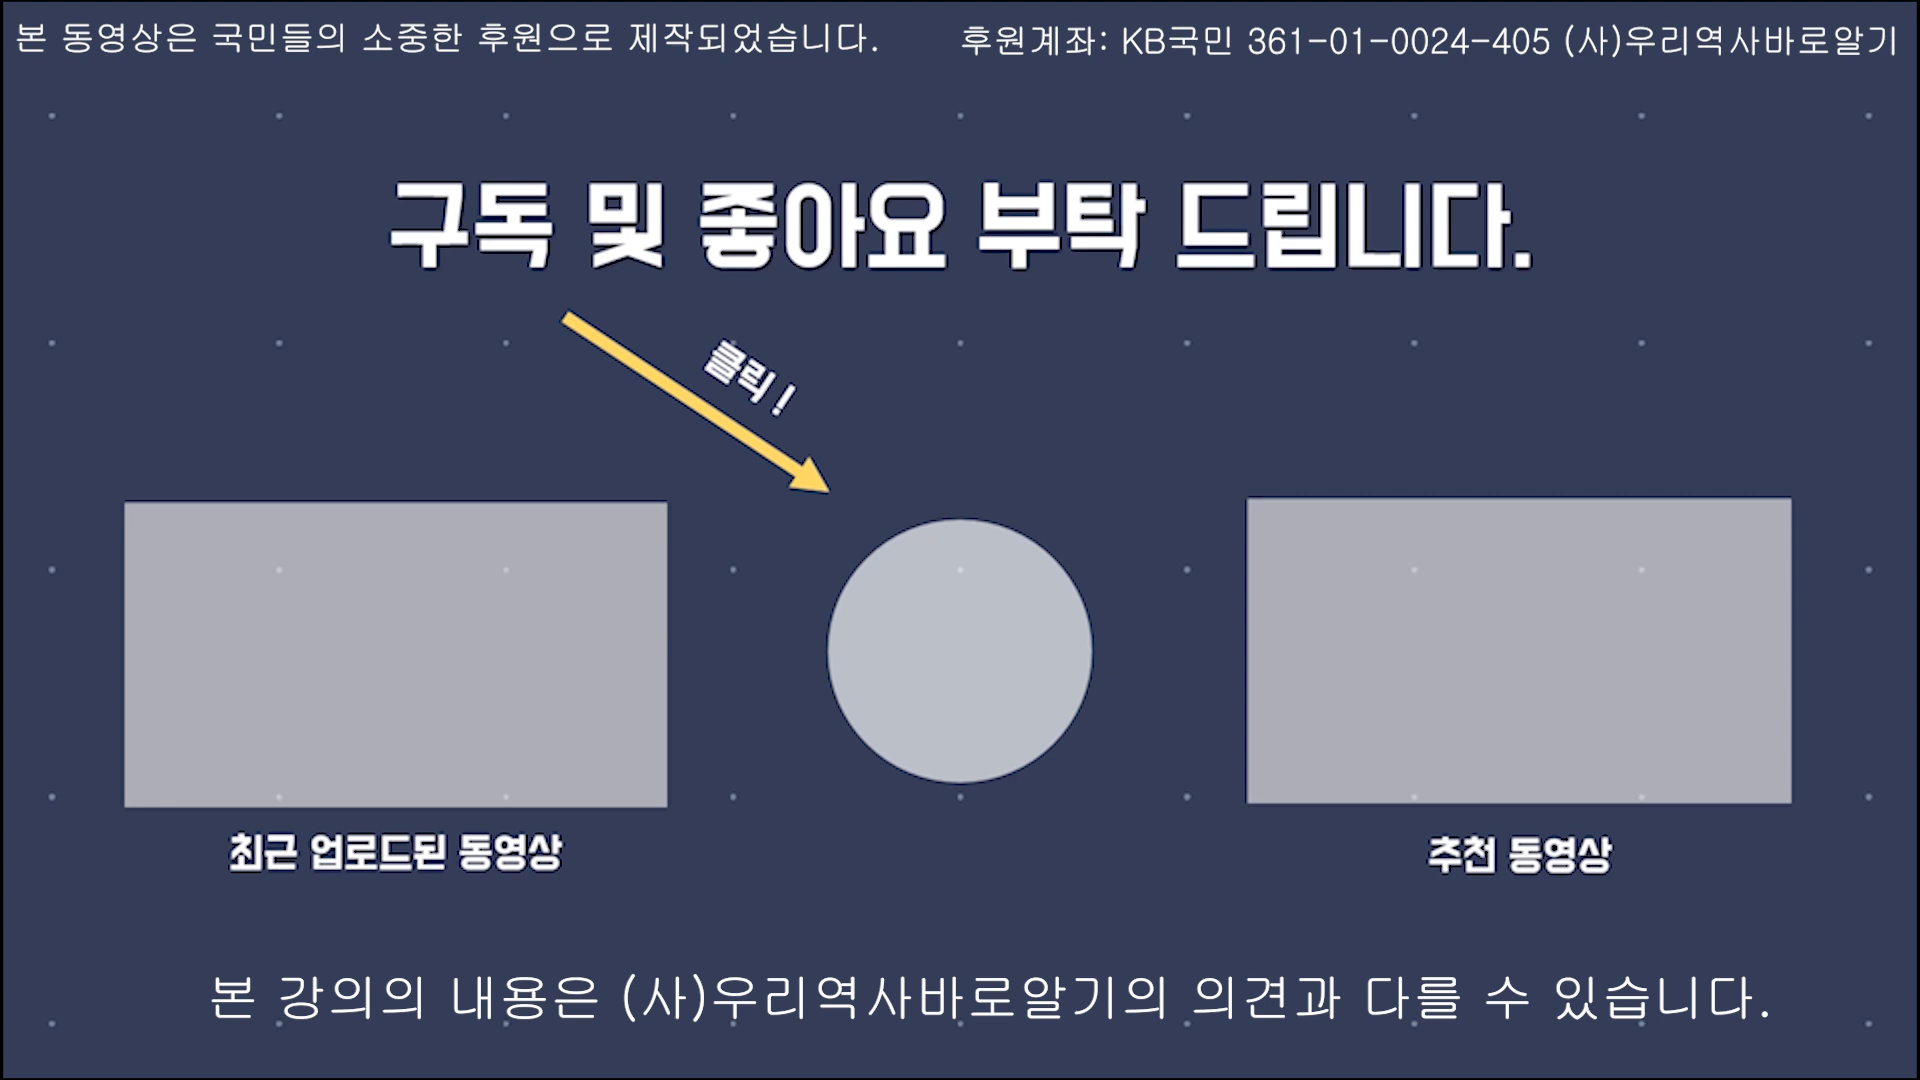 본 동영상은 국민들의 소중한 후원으로 제작되었습니다.
후원계좌: KB국민 361-01-0024-405 (사)우리역사바로알기
구독 및 좋아요 부탁 드립니다.
클릭 !
최근 업로드된 동영상
추천 동영상
본 강의의 내용은 (사)우리역사바로알기의 의견과 다를 수 있습니다.